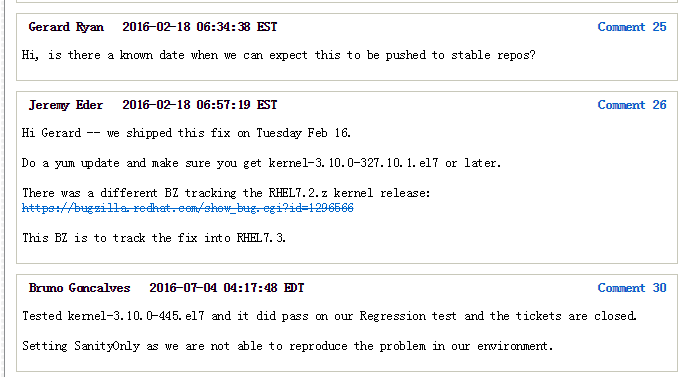 Gerard Ryan 2016-02-18 06:34:38 EST Comment 25
Hi, is there a known date when we can expect this to be pushed to stable repos?
Jeremy Eder 2016-02-18 06:57:19 EST Comment 26
Hi Gerard -- we shipped this fix on Tuesday Feb 16.
Do a yum update and make sure you get kernel-3.10.0-327.10.1.el7 or later.
There was a different BZ tracking the RHEL7.2.z kernel release:
https://bugzilla.redhat.com/show_bug.cgi?id=1296566
This BZ is to track the fix into RHEL7.3.
Bruno Goncalves 2016-07-04 04:17:48 EDT Comment 30
Tested kernel-3.10.0-445.el7 and it did pass on our Regression test and the tickets are closed.
Setting SanityOnly as we are not able to reproduce the problem in our environment.